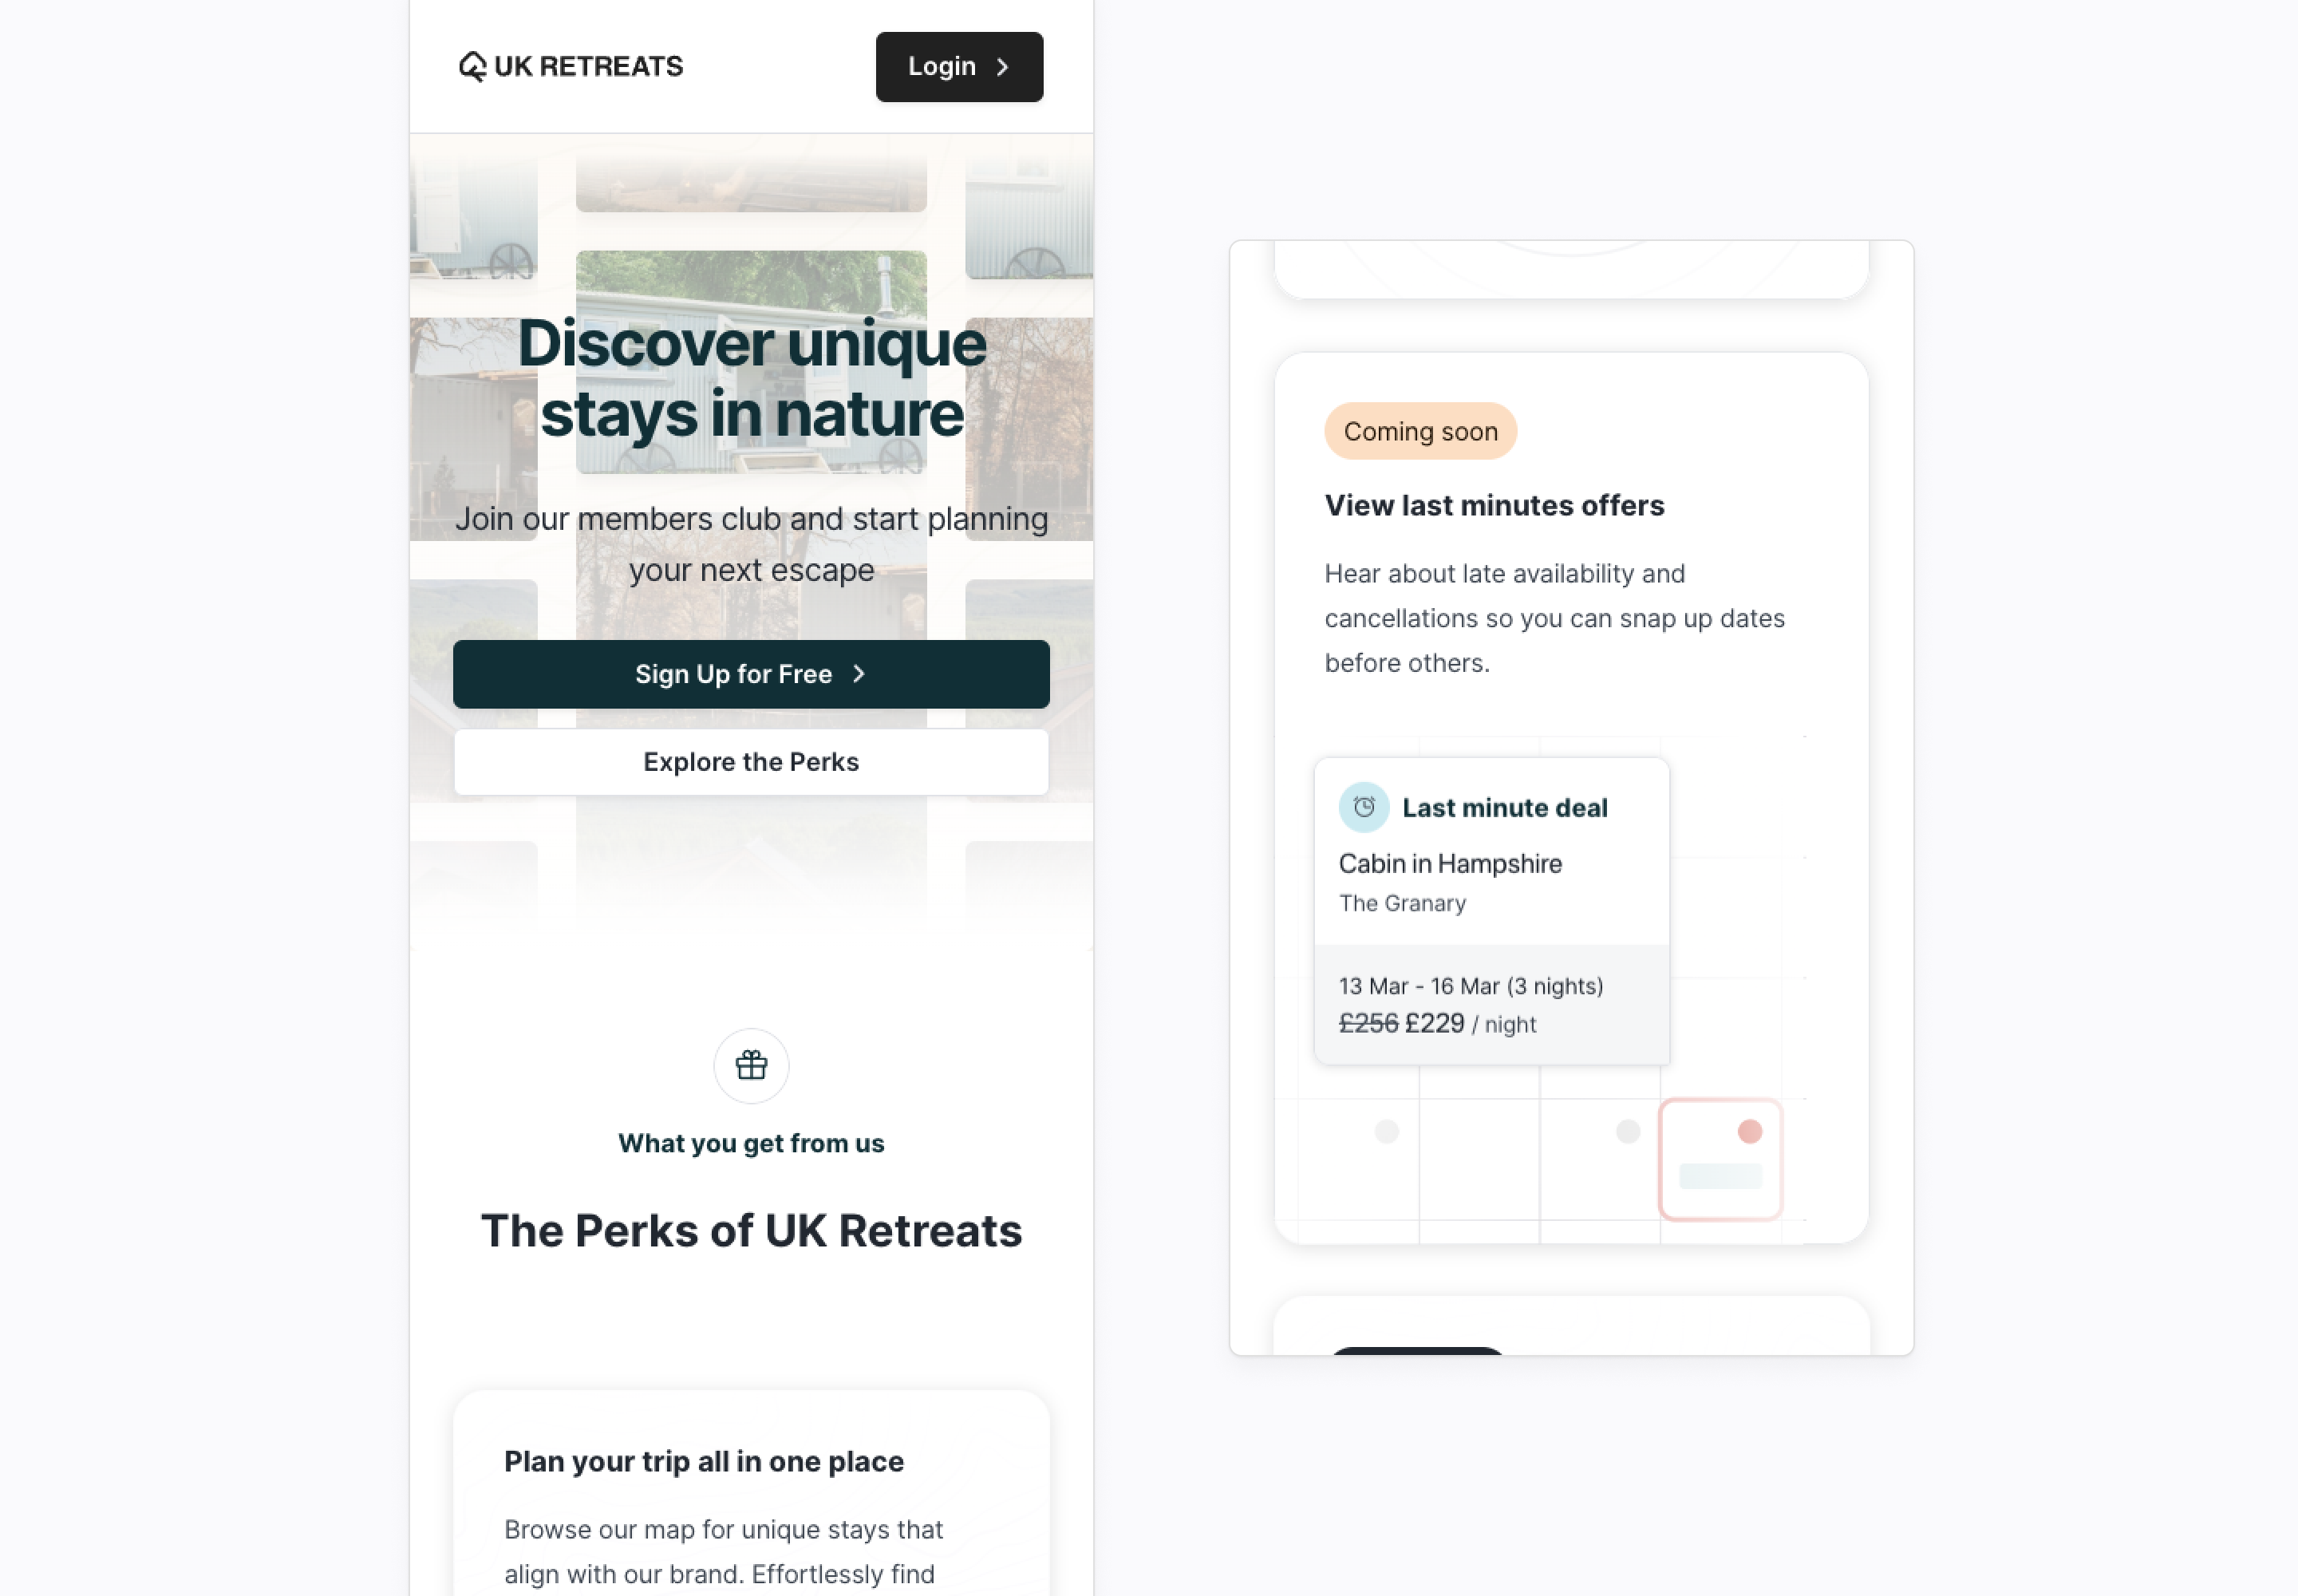 UK RETREATS
Login
Discover unique
stays in nature
Join our members club and start planning
your next escape
Sign Up for Free
Explore the Perks
What you get from us
The Perks of UK Retreats
Plan your trip all in one place
Browse our map for unique stays that
align with our brand. Effortlessly find
Coming soon
View last minutes offers
Hear about late availability and
cancellations so you can snap up dates
before others.
Last minute deal
Cabin in Hampshire
The Granary
13 Mar - 16 Mar (3 nights)
£256 £229 / night